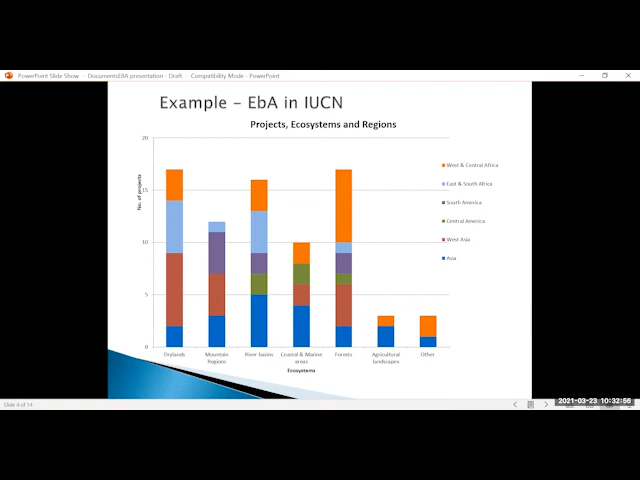 PowerPoint Slide Show - DocumentsEBA presentation - Draft - Compatibility Mode - PowerPoint
Example – EbA in IUCN
Projects, Ecosystems and Regions
No. of projects
20
15
10
5
0
Drylands
Mountain
Regions
River basins
Coastal & Marine
areas
Forests
Agricultural
landscapes
Other
Ecosystems
West & Central Africa
East & South Africa
South America
Central America
West Asia
Asia
Slide 4 of 14
2021-03-23 10:32:56